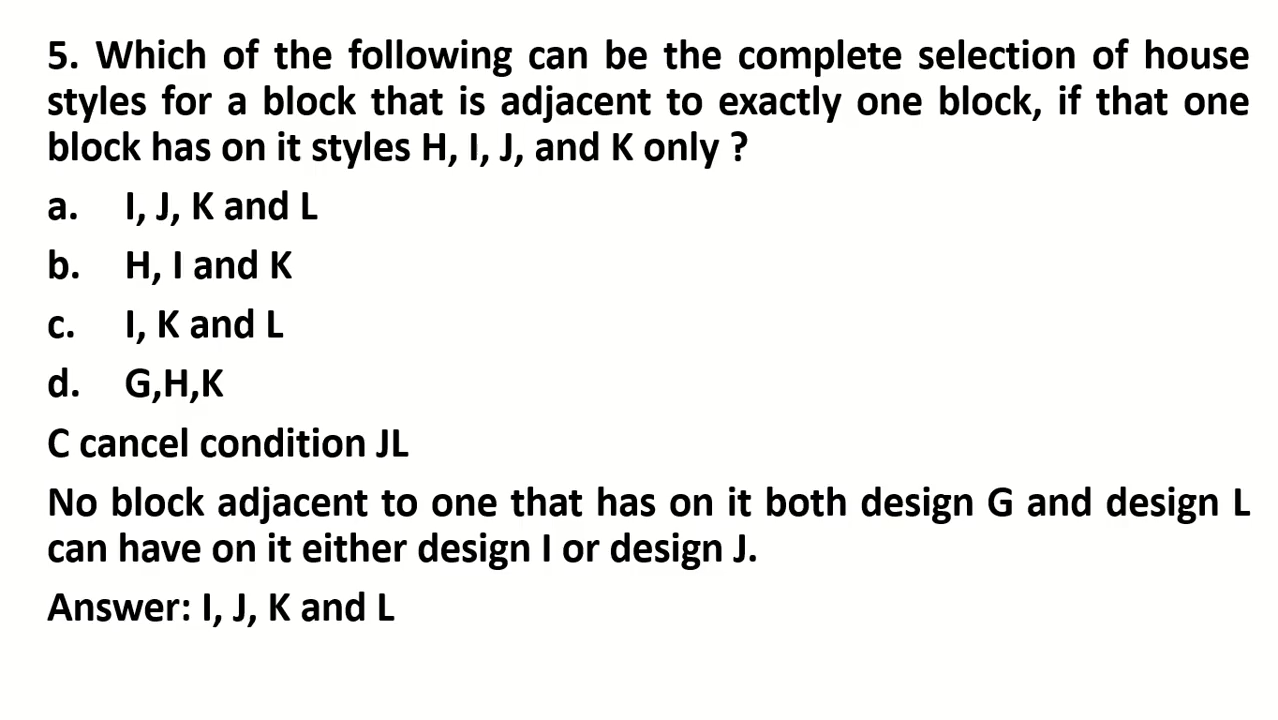 5. Which of the following can be the complete selection of house
styles for a block that is adjacent to exactly one block, if that one
block has on it styles H, I, J, and K only ?
a. I, J, K and L
b. H, I and K
c. I, K and L
d. G,H,K
C cancel condition JL
No block adjacent to one that has on it both design G and design L
can have on it either design I or design J.
Answer: I, J, K and L